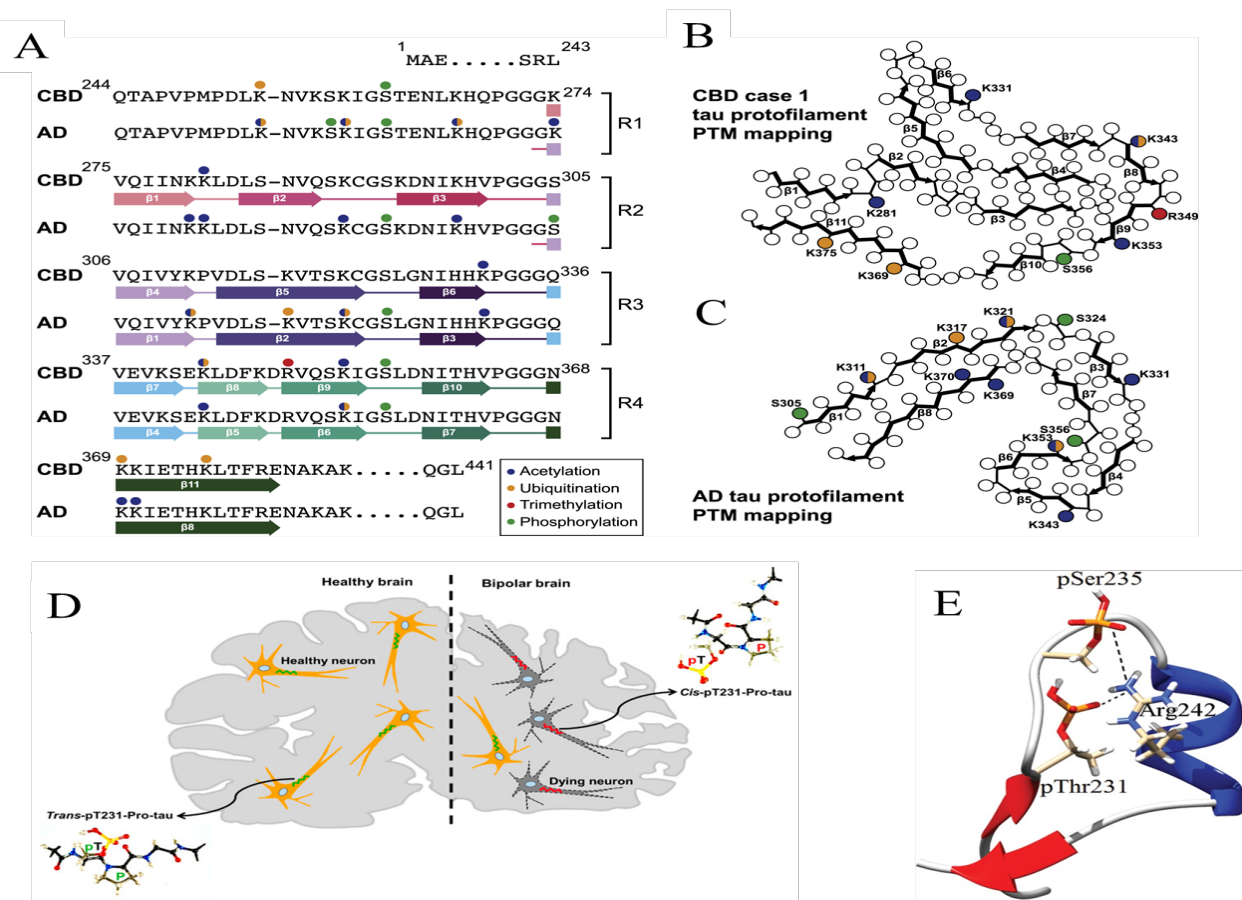 A
1 243
MAE.....SRL
244
CBD QTAPVPMPDLK-NVKSKIGSTENLKHQPGGGK 274
AD QTAPVPMPDLK-NVKSKIGSTENLKHQPGGGK
R1
275
CBD VQIINKKLDLS-NVQSKCGSKDNIKHVPGGGS 305
β1 β2 β3
AD VQIINKKLDLS-NVQSKCGSKDNIKHVPGGGS
R2
306
CBD VQIVYKPVDLS-KVTSKCGSLGNIHHKPGGGQ 336
β4 β5 β6
AD VQIVYKPVDLS-KVTSKCGSLGNIHHKPGGGQ
β1 β2 β3
R3
337
CBD VEVKSEKLDFKDRVQSKIGSLDNITHVPGGGN 368
β7 β8 β9 β10
AD VEVKSEKLDFKDRVQSKIGSLDNITHVPGGGN
β4 β5 β6 β7
R4
369
CBD KKIETHKLTFRENAKAK.....QGL 441
β11
AD KKIETHKLTFRENAKAK.....QGL
β8
Acetylation
Ubiquitination
Trimethylation
Phosphorylation
B
CBD case 1
tau protofilament
PTM mapping
β6
K331
β5
β7
K343
β2
β4
β8
β1
K281
β3
R349
β11
β9
K375
K353
K369
β10
S356
C
K321
S324
K317
β2
K311
K370
β3
K331
K369
β7
S305
β1
β8
S356
K353
β6
β4
β5
K343
AD tau protofilament
PTM mapping
D
Healthy brain
Bipolar brain
Healthy neuron
pT
P
Cis-pT231-Pro-tau
Dying neuron
Trans-pT231-Pro-tau
pT
P
E
pSer235
Arg242
pThr231